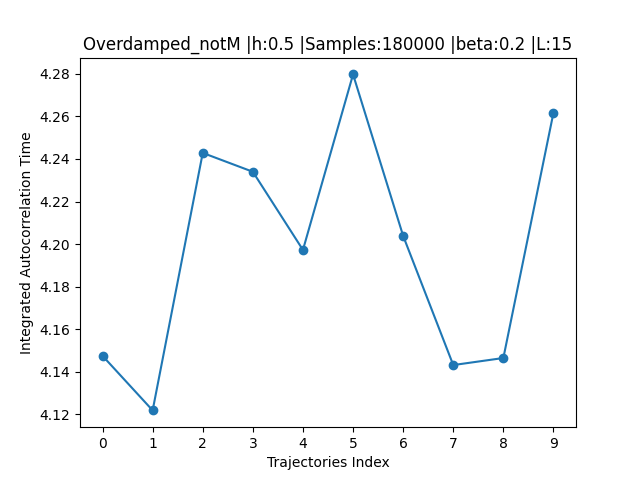 Overdamped_notM |h:0.5 |Samples:180000 |beta:0.2 |L:15
4.28
4.26
4.24
4.22
4.20
4.18
4.16
4.14
4.12
Integrated Autocorrelation Time
0 1 2 3 4 5 6 7 8 9
Trajectories Index